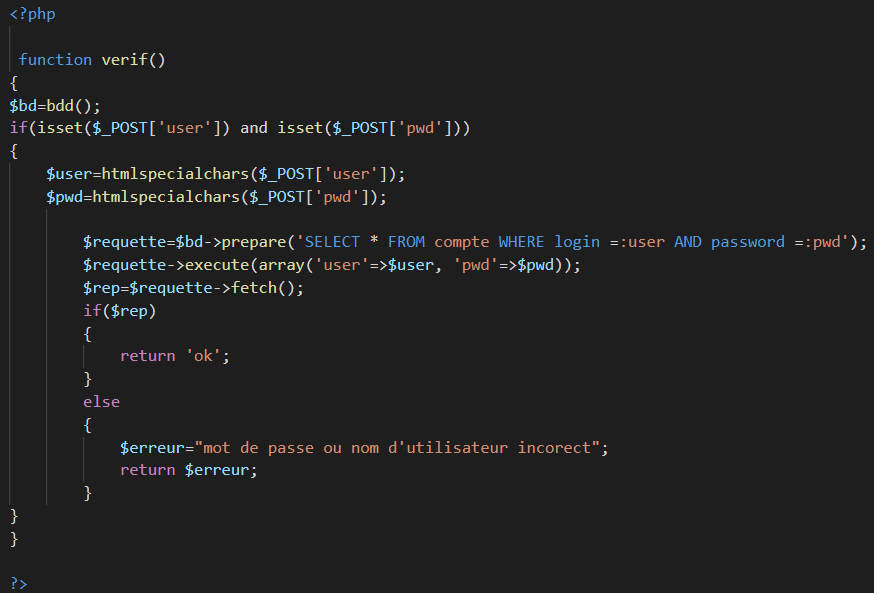 <?php
function verif()
{
$bd=bdd();
if(isset($_POST['user']) and isset($_POST['pwd']))
{
$user=htmlspecialchars($_POST['user']);
$pwd=htmlspecialchars($_POST['pwd']);
$requette=$bd->prepare('SELECT * FROM compte WHERE login =:user AND password =:pwd');
$requette->execute(array('user'=>$user, 'pwd'=>$pwd));
$rep=$requette->fetch();
if($rep)
{
return 'ok';
}
else
{
$erreur="mot de passe ou nom d'utilisateur incorect";
return $erreur;
}
}
}
?>